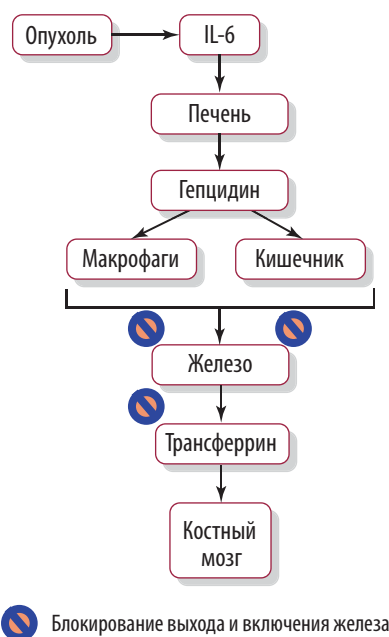 Опухоль
IL-6
Печень
Гепцидин
Макрофаги
Кишечник
Железо
Трансферрин
Костный
мозг
Блокирование выхода и включения железа